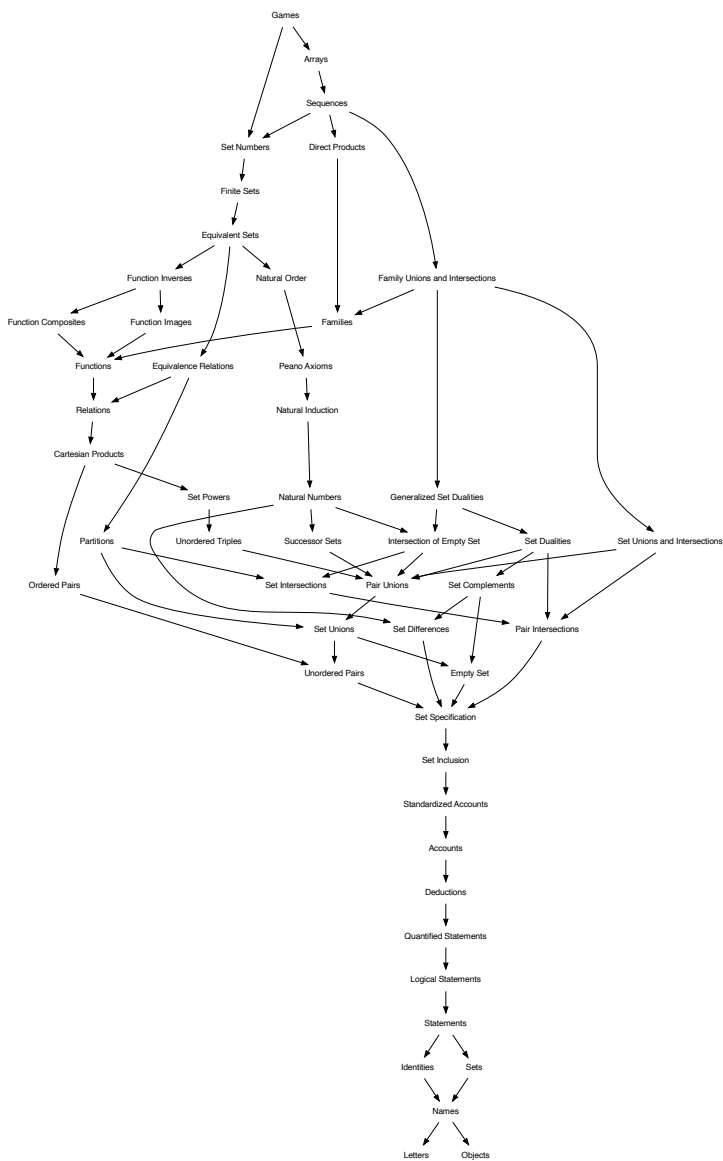 Games
Arrays
Sequences
Set Numbers
Direct Products
Finite Sets
Equivalent Sets
Function Inverses
Natural Order
Family Unions and Intersections
Function Composites
Function Images
Families
Functions
Equivalence Relations
Peano Axioms
Relations
Natural Induction
Cartesian Products
Set Powers
Natural Numbers
Generalized Set Dualities
Partitions
Unordered Triples
Successor Sets
Intersection of Empty Set
Set Dualities
Set Unions and Intersections
Ordered Pairs
Set Intersections
Pair Unions
Set Complements
Set Unions
Set Differences
Pair Intersections
Unordered Pairs
Empty Set
Set Specification
Set Inclusion
Standardized Accounts
Accounts
Deductions
Quantified Statements
Logical Statements
Statements
Identities
Sets
Names
Letters
Objects